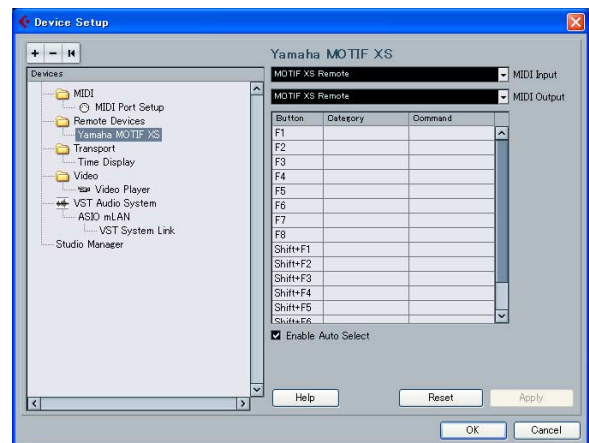 Device Setup
Yamaha MOTIF XS
Devices
MOTIF XS Remote
MIDI Input
MOTIF XS Remote
MIDI Output
MIDI
MIDI Port Setup
Remote Devices
Yamaha MOTIF XS
Transport
Time Display
Video
Video Player
VST Audio System
ASIO mLAN
VST System Link
Studio Manager
Button Category Command
F1
F2
F3
F4
F5
F6
F7
F8
Shift+F1
Shift+F2
Shift+F3
Shift+F4
Shift+F5
Shift+F6
Enable Auto Select
Help Reset Apply
OK Cancel